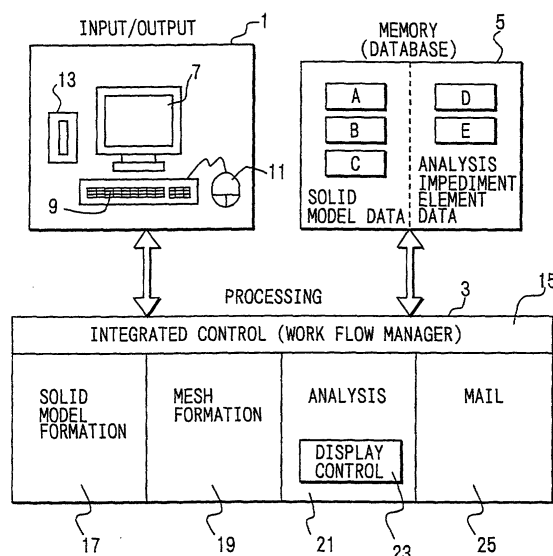 INPUT/OUTPUT
1
13
7
9
11
MEMORY
(DATABASE)
5
A
B
C
SOLID
MODEL DATA
D
E
ANALYSIS
IMPEDIMENT
ELEMENT
DATA
PROCESSING
3
15
INTEGRATED CONTROL (WORK FLOW MANAGER)
SOLID
MODEL
FORMATION
MESH
FORMATION
ANALYSIS
DISPLAY
CONTROL
MAIL
17
19
21
23
25